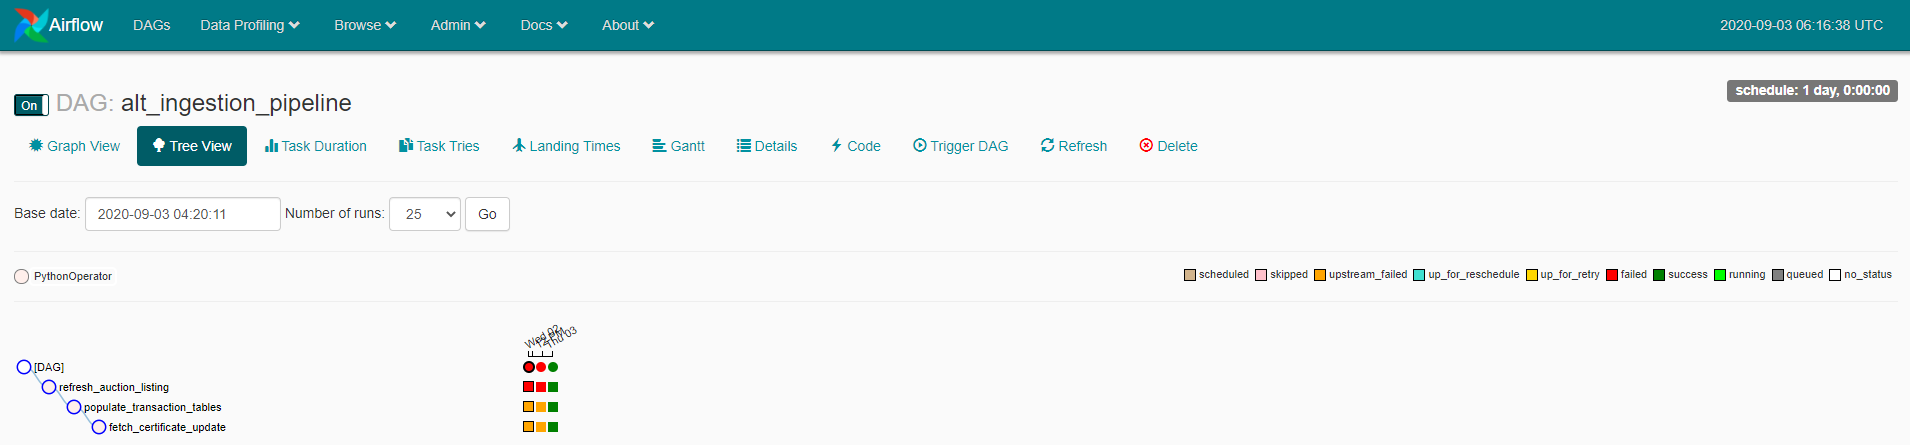 Airflow DAGs Data Profiling Browse Admin Docs About 2020-09-03 06:16:38 UTC
schedule: 1 day, 0:00:00
On DAG: alt_ingestion_pipeline
Graph View Tree View Task Duration Task Tries Landing Times Gantt Details Code Trigger DAG Refresh Delete
Base date: 2020-09-03 04:20:11 Number of runs: 25 Go
PythonOperator scheduled skipped upstream_failed up_for_reschedule up_for_retry failed success running queued no_status
Wed 02 12 PM Thu 03
[DAG]
refresh_auction_listing
populate_transaction_tables
fetch_certificate_update